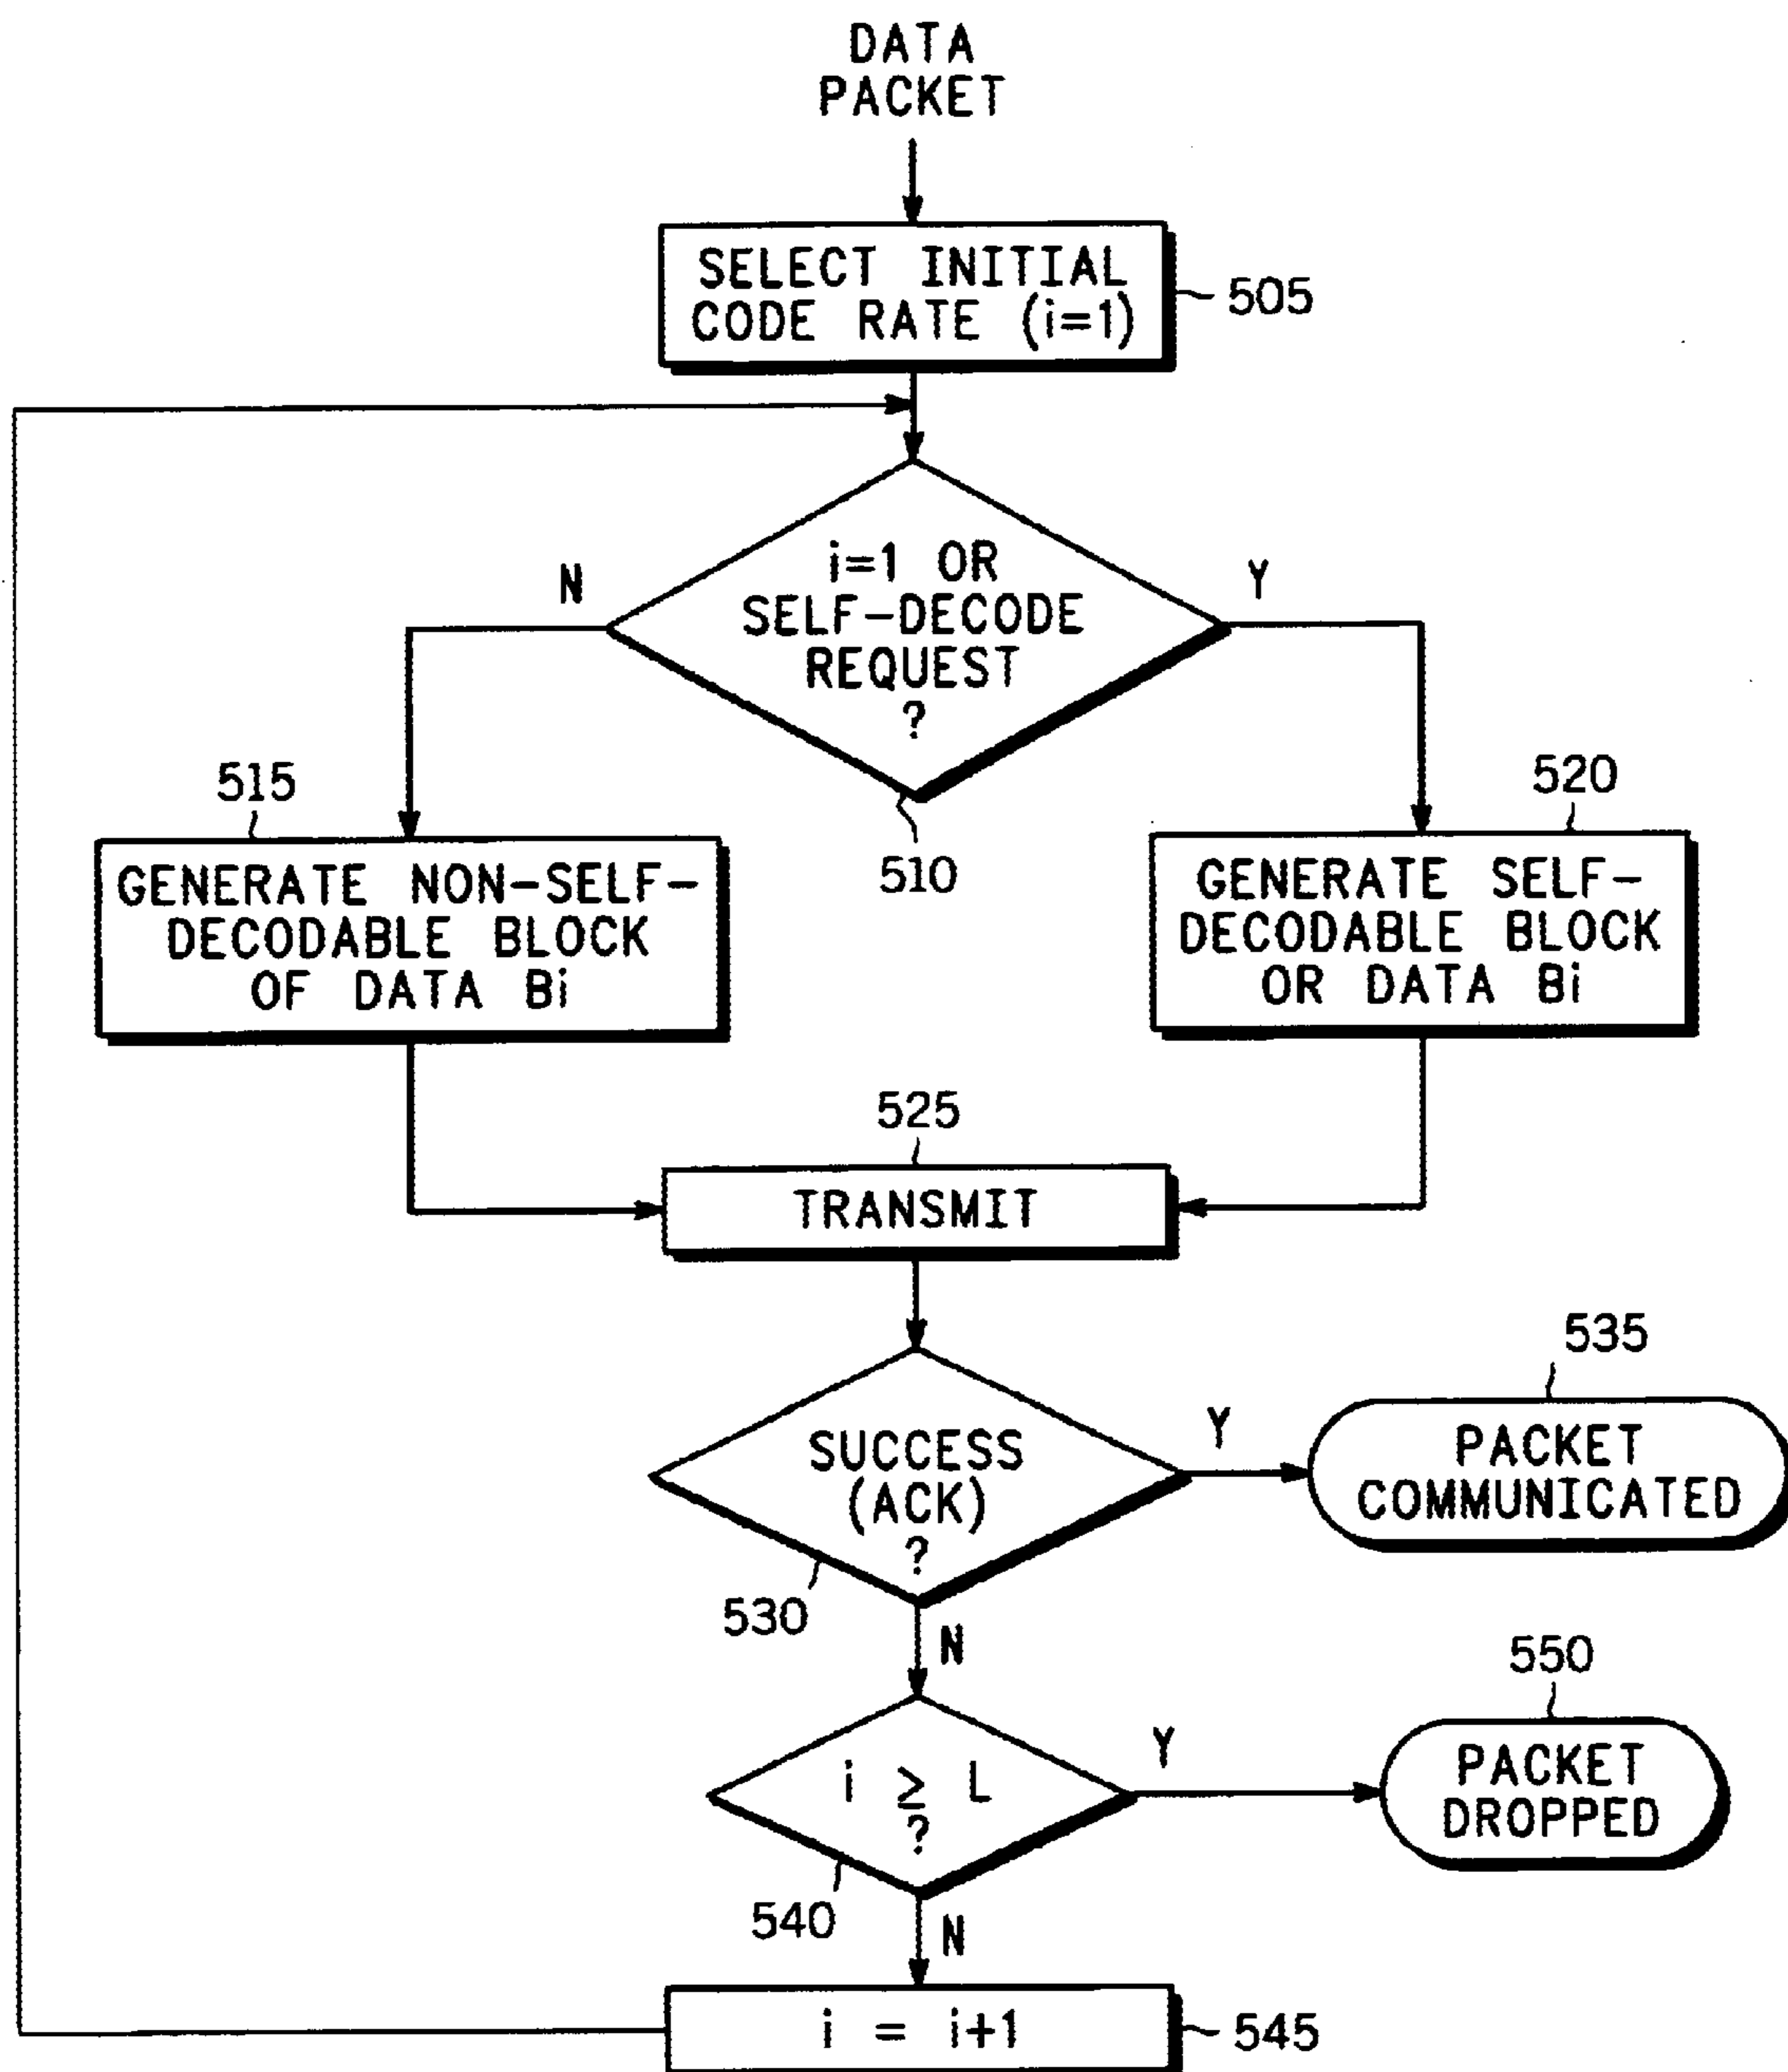 DATA
PACKET
SELECT INITIAL
CODE RATE (i=1)
505
i=1 OR
SELF-DECODE
REQUEST
?
N
Y
510
515
GENERATE NON-SELF-
DECODABLE BLOCK
OF DATA Bi
520
GENERATE SELF-
DECODABLE BLOCK
OR DATA Bi
525
TRANSMIT
SUCCESS
(ACK)
?
530
Y
535
PACKET
COMMUNICATED
N
i ≥ L
?
540
Y
550
PACKET
DROPPED
N
i = i+1
545